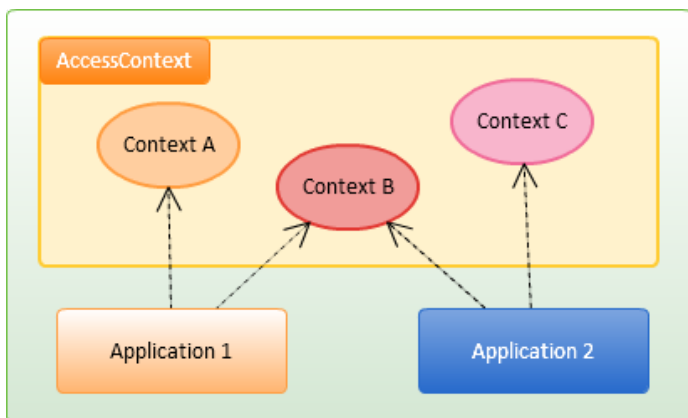 AccessContext
Context A
Context B
Context C
Application 1
Application 2